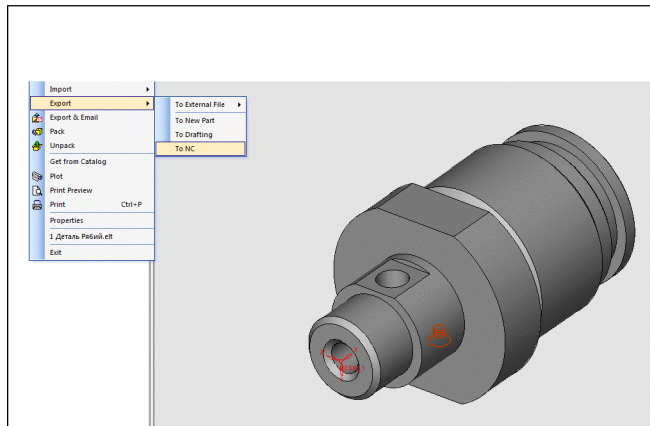 Import
Export
Export & Email
Pack
Unpack
Get from Catalog
Plot
Print Preview
Print Ctrl+P
Properties
1 Деталь Рябий.elt
Exit
To External File
To New Part
To Drafting
To NC